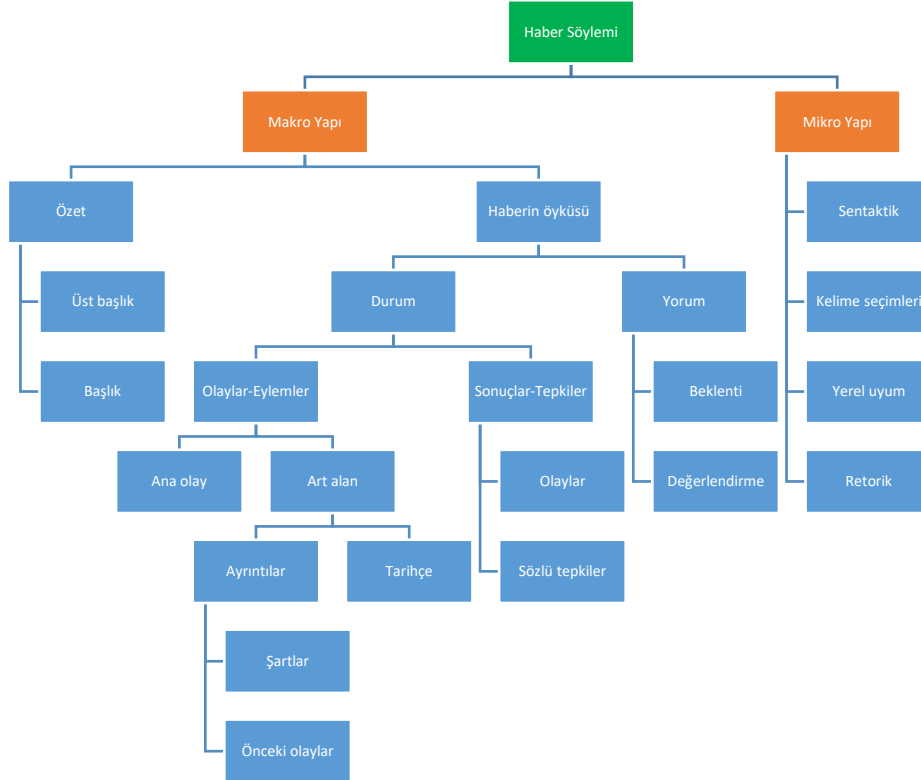 Haber Söylemi
Makro Yapı
Mikro Yapı
Özet
Haberin öyküsü
Sentaktik
Üst başlık
Durum
Yorum
Kelime seçimleri
Başlık
Olaylar-Eylemler
Sonuçlar-Tepkiler
Beklenti
Yerel uyum
Ana olay
Art alan
Olaylar
Değerlendirme
Retorik
Ayrıntılar
Tarihçe
Sözlü tepkiler
Şartlar
Önceki olaylar